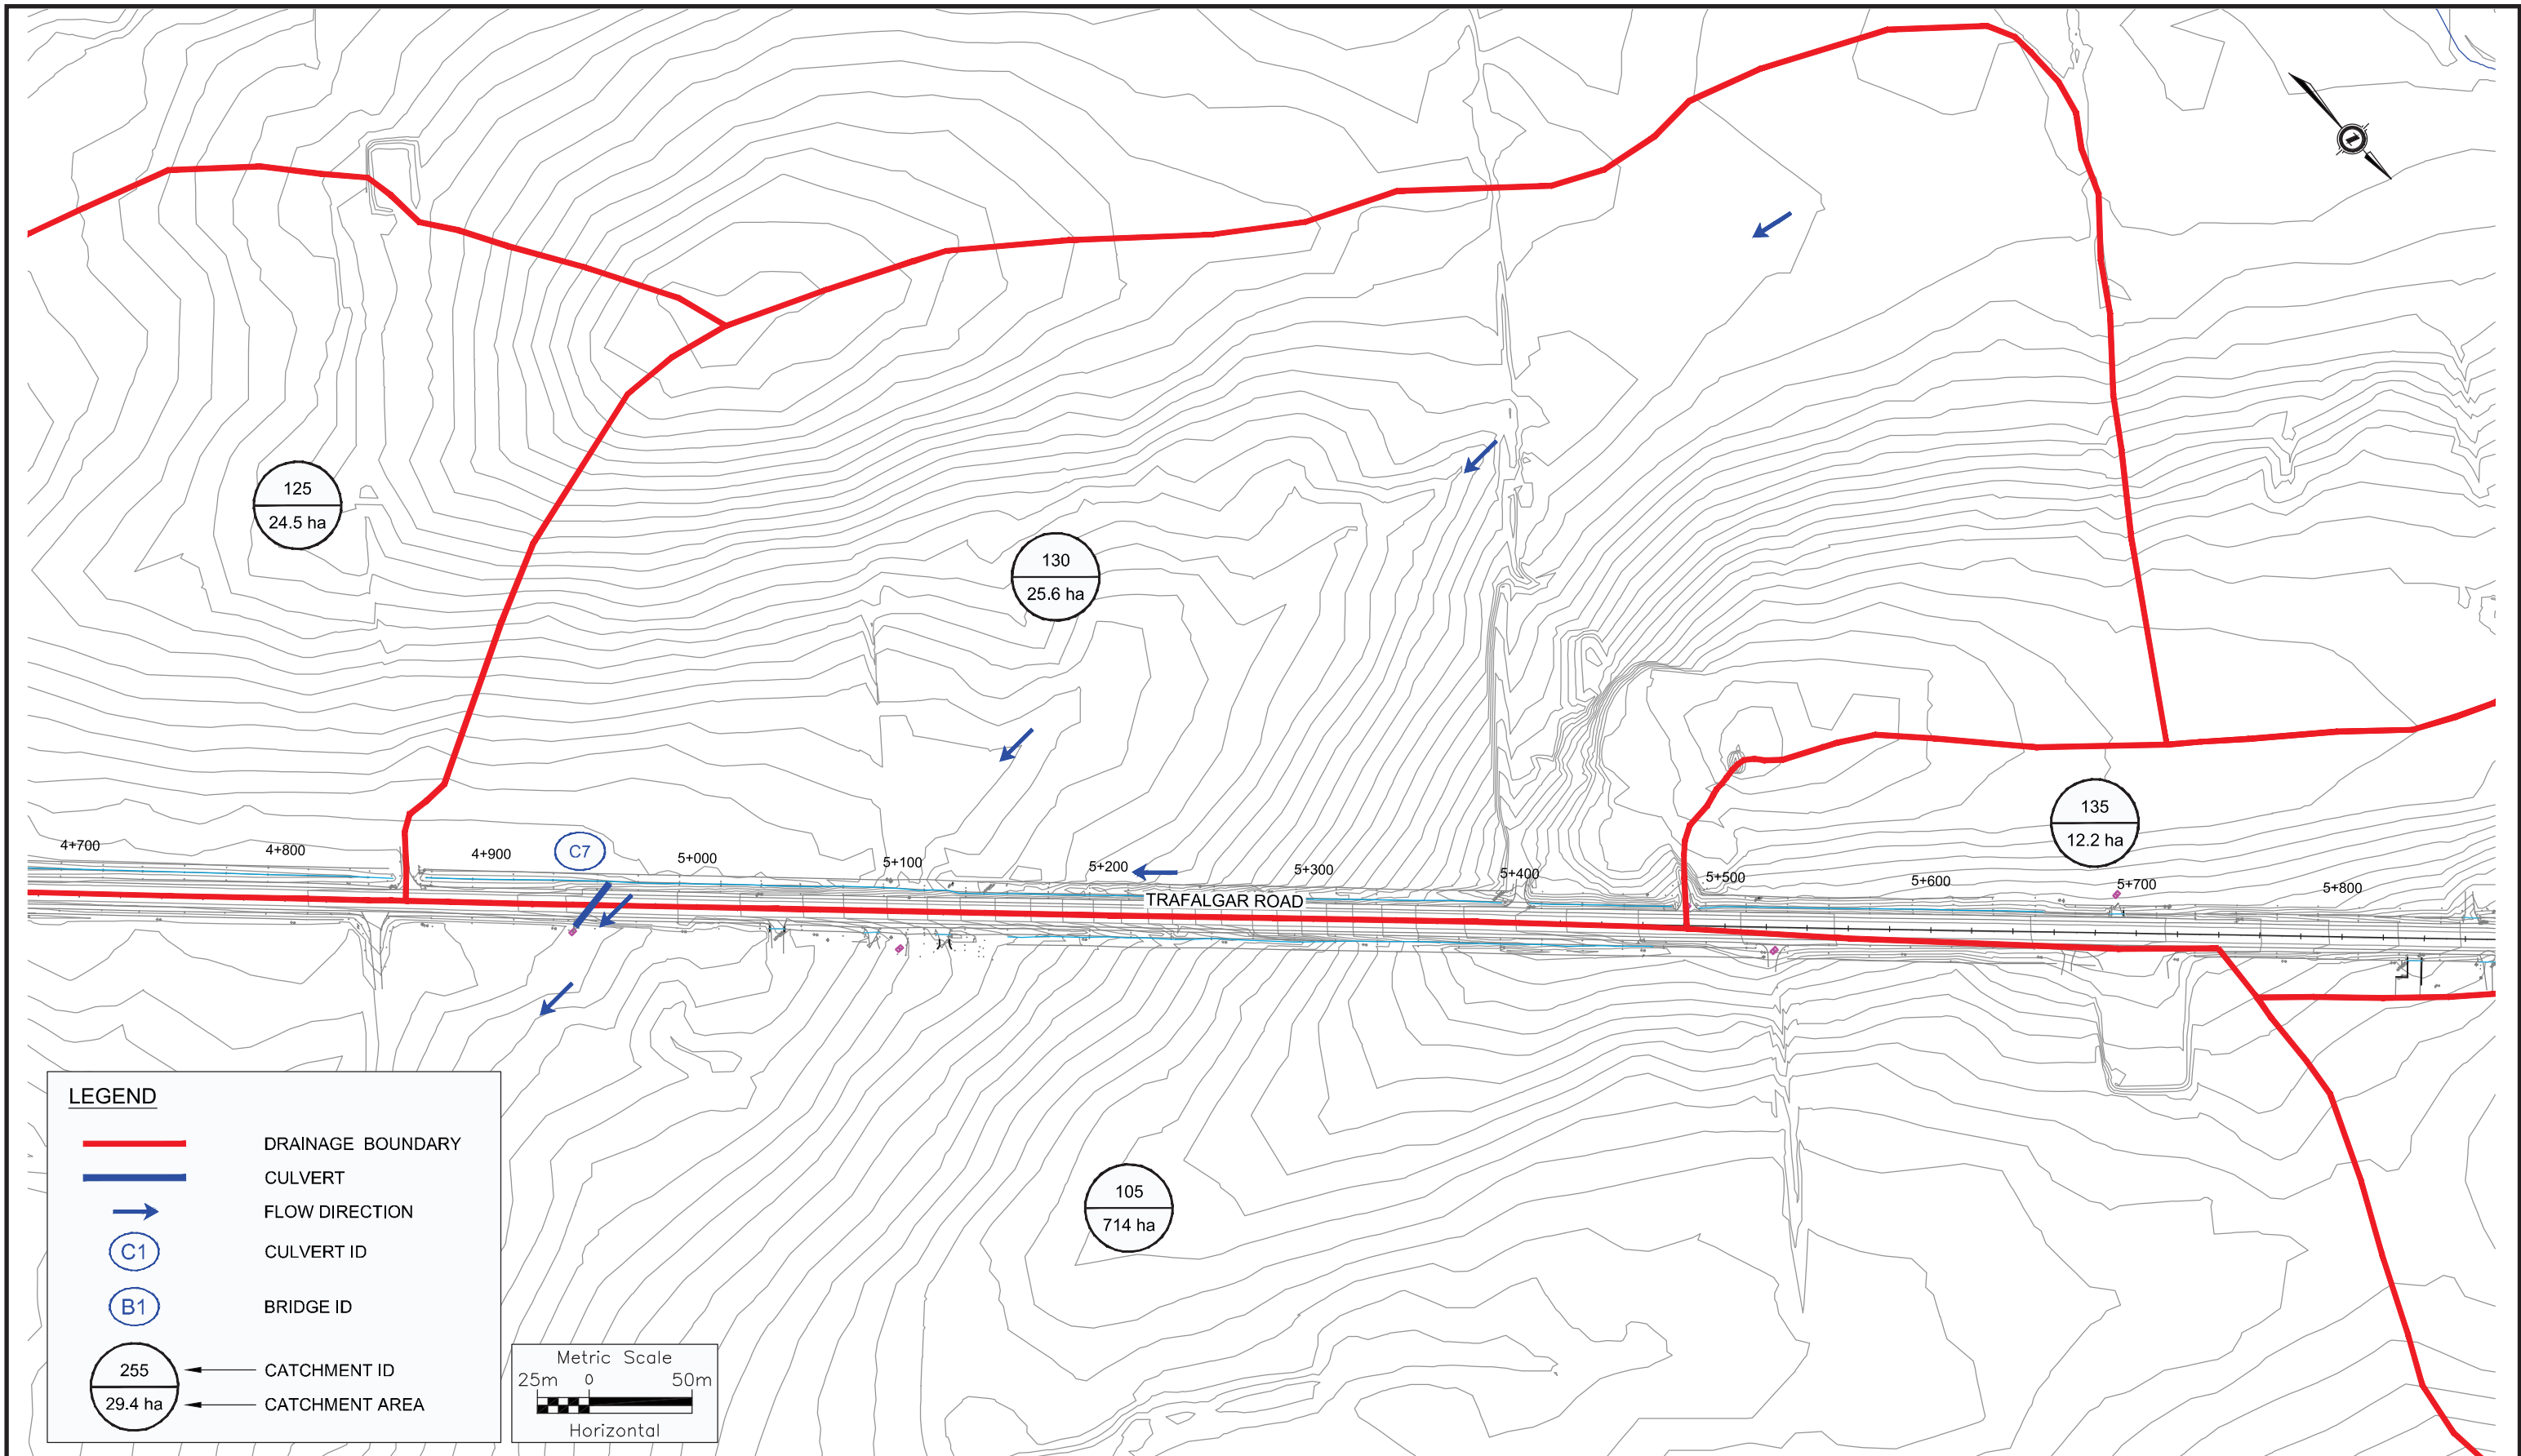 125
24.5 ha
130
25.6 ha
135
12.2 ha
4+700
4+800
4+900
C7
5+000
5+100
5+200
5+300
5+400
5+500
5+600
5+700
5+800
TRAFALGAR ROAD
105
714 ha
LEGEND
DRAINAGE BOUNDARY
CULVERT
FLOW DIRECTION
C1 CULVERT ID
B1 BRIDGE ID
255 CATCHMENT ID
29.4 ha CATCHMENT AREA
Metric Scale
25m 0 50m
Horizontal